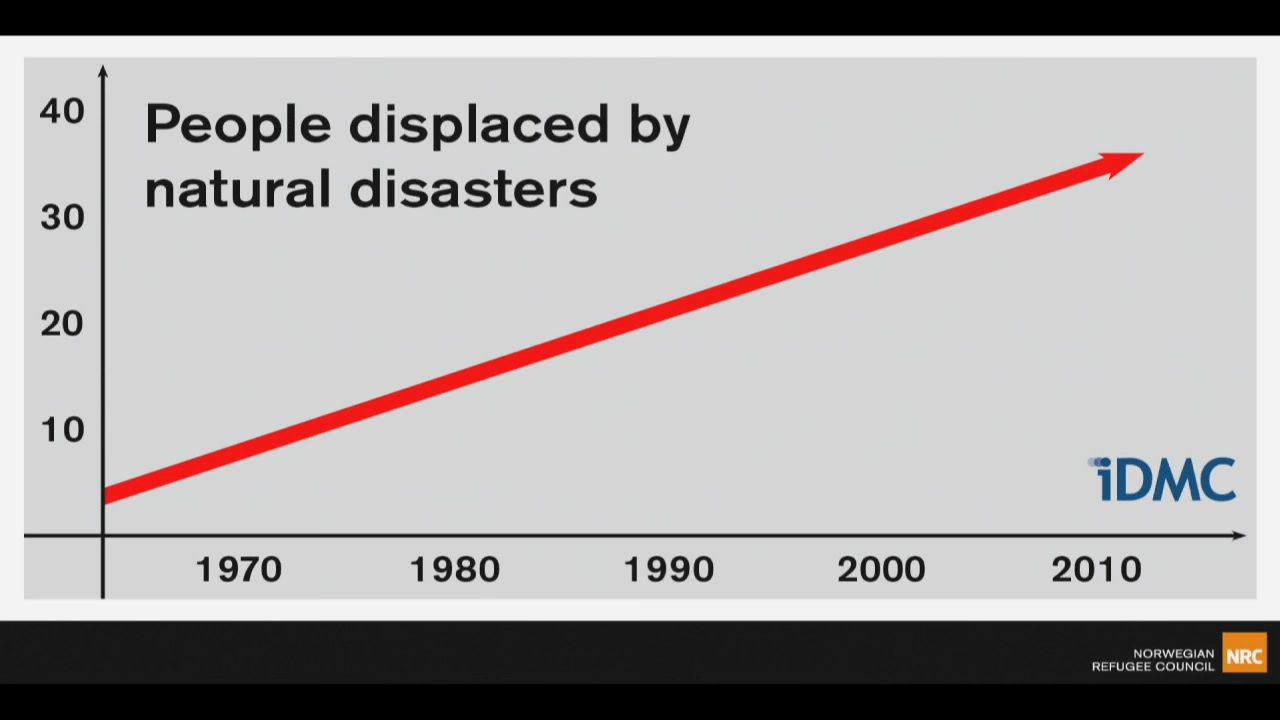 People displaced by
natural disasters
40
30
20
10
1970 1980 1990 2000 2010
iDMC
NORWEGIAN
REFUGEE COUNCIL
NRC